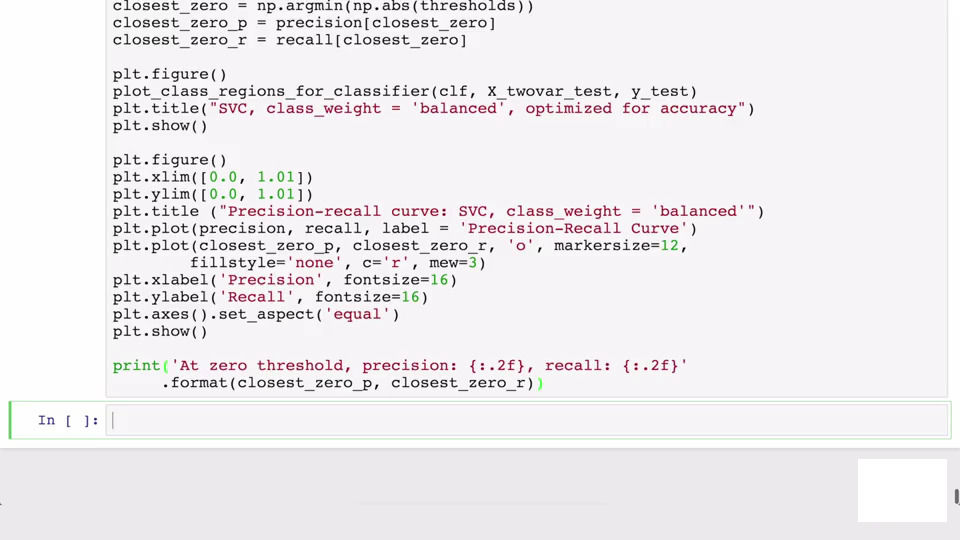 closest_zero = np.argmin(np.abs(thresholds))
closest_zero_p = precision[closest_zero]
closest_zero_r = recall[closest_zero]
plt.figure()
plot_class_regions_for_classifier(clf, X_twovar_test, y_test)
plt.title("SVC, class_weight = 'balanced', optimized for accuracy")
plt.show()
plt.figure()
plt.xlim([0.0, 1.01])
plt.ylim([0.0, 1.01])
plt.title ("Precision-recall curve: SVC, class_weight = 'balanced'")
plt.plot(precision, recall, label = 'Precision-Recall Curve')
plt.plot(closest_zero_p, closest_zero_r, 'o', markersize=12,
fillstyle='none', c='r', mew=3)
plt.xlabel('Precision', fontsize=16)
plt.ylabel('Recall', fontsize=16)
plt.axes().set_aspect('equal')
plt.show()
print('At zero threshold, precision: {:.2f}, recall: {:.2f}'
.format(closest_zero_p, closest_zero_r))
In [ ]: